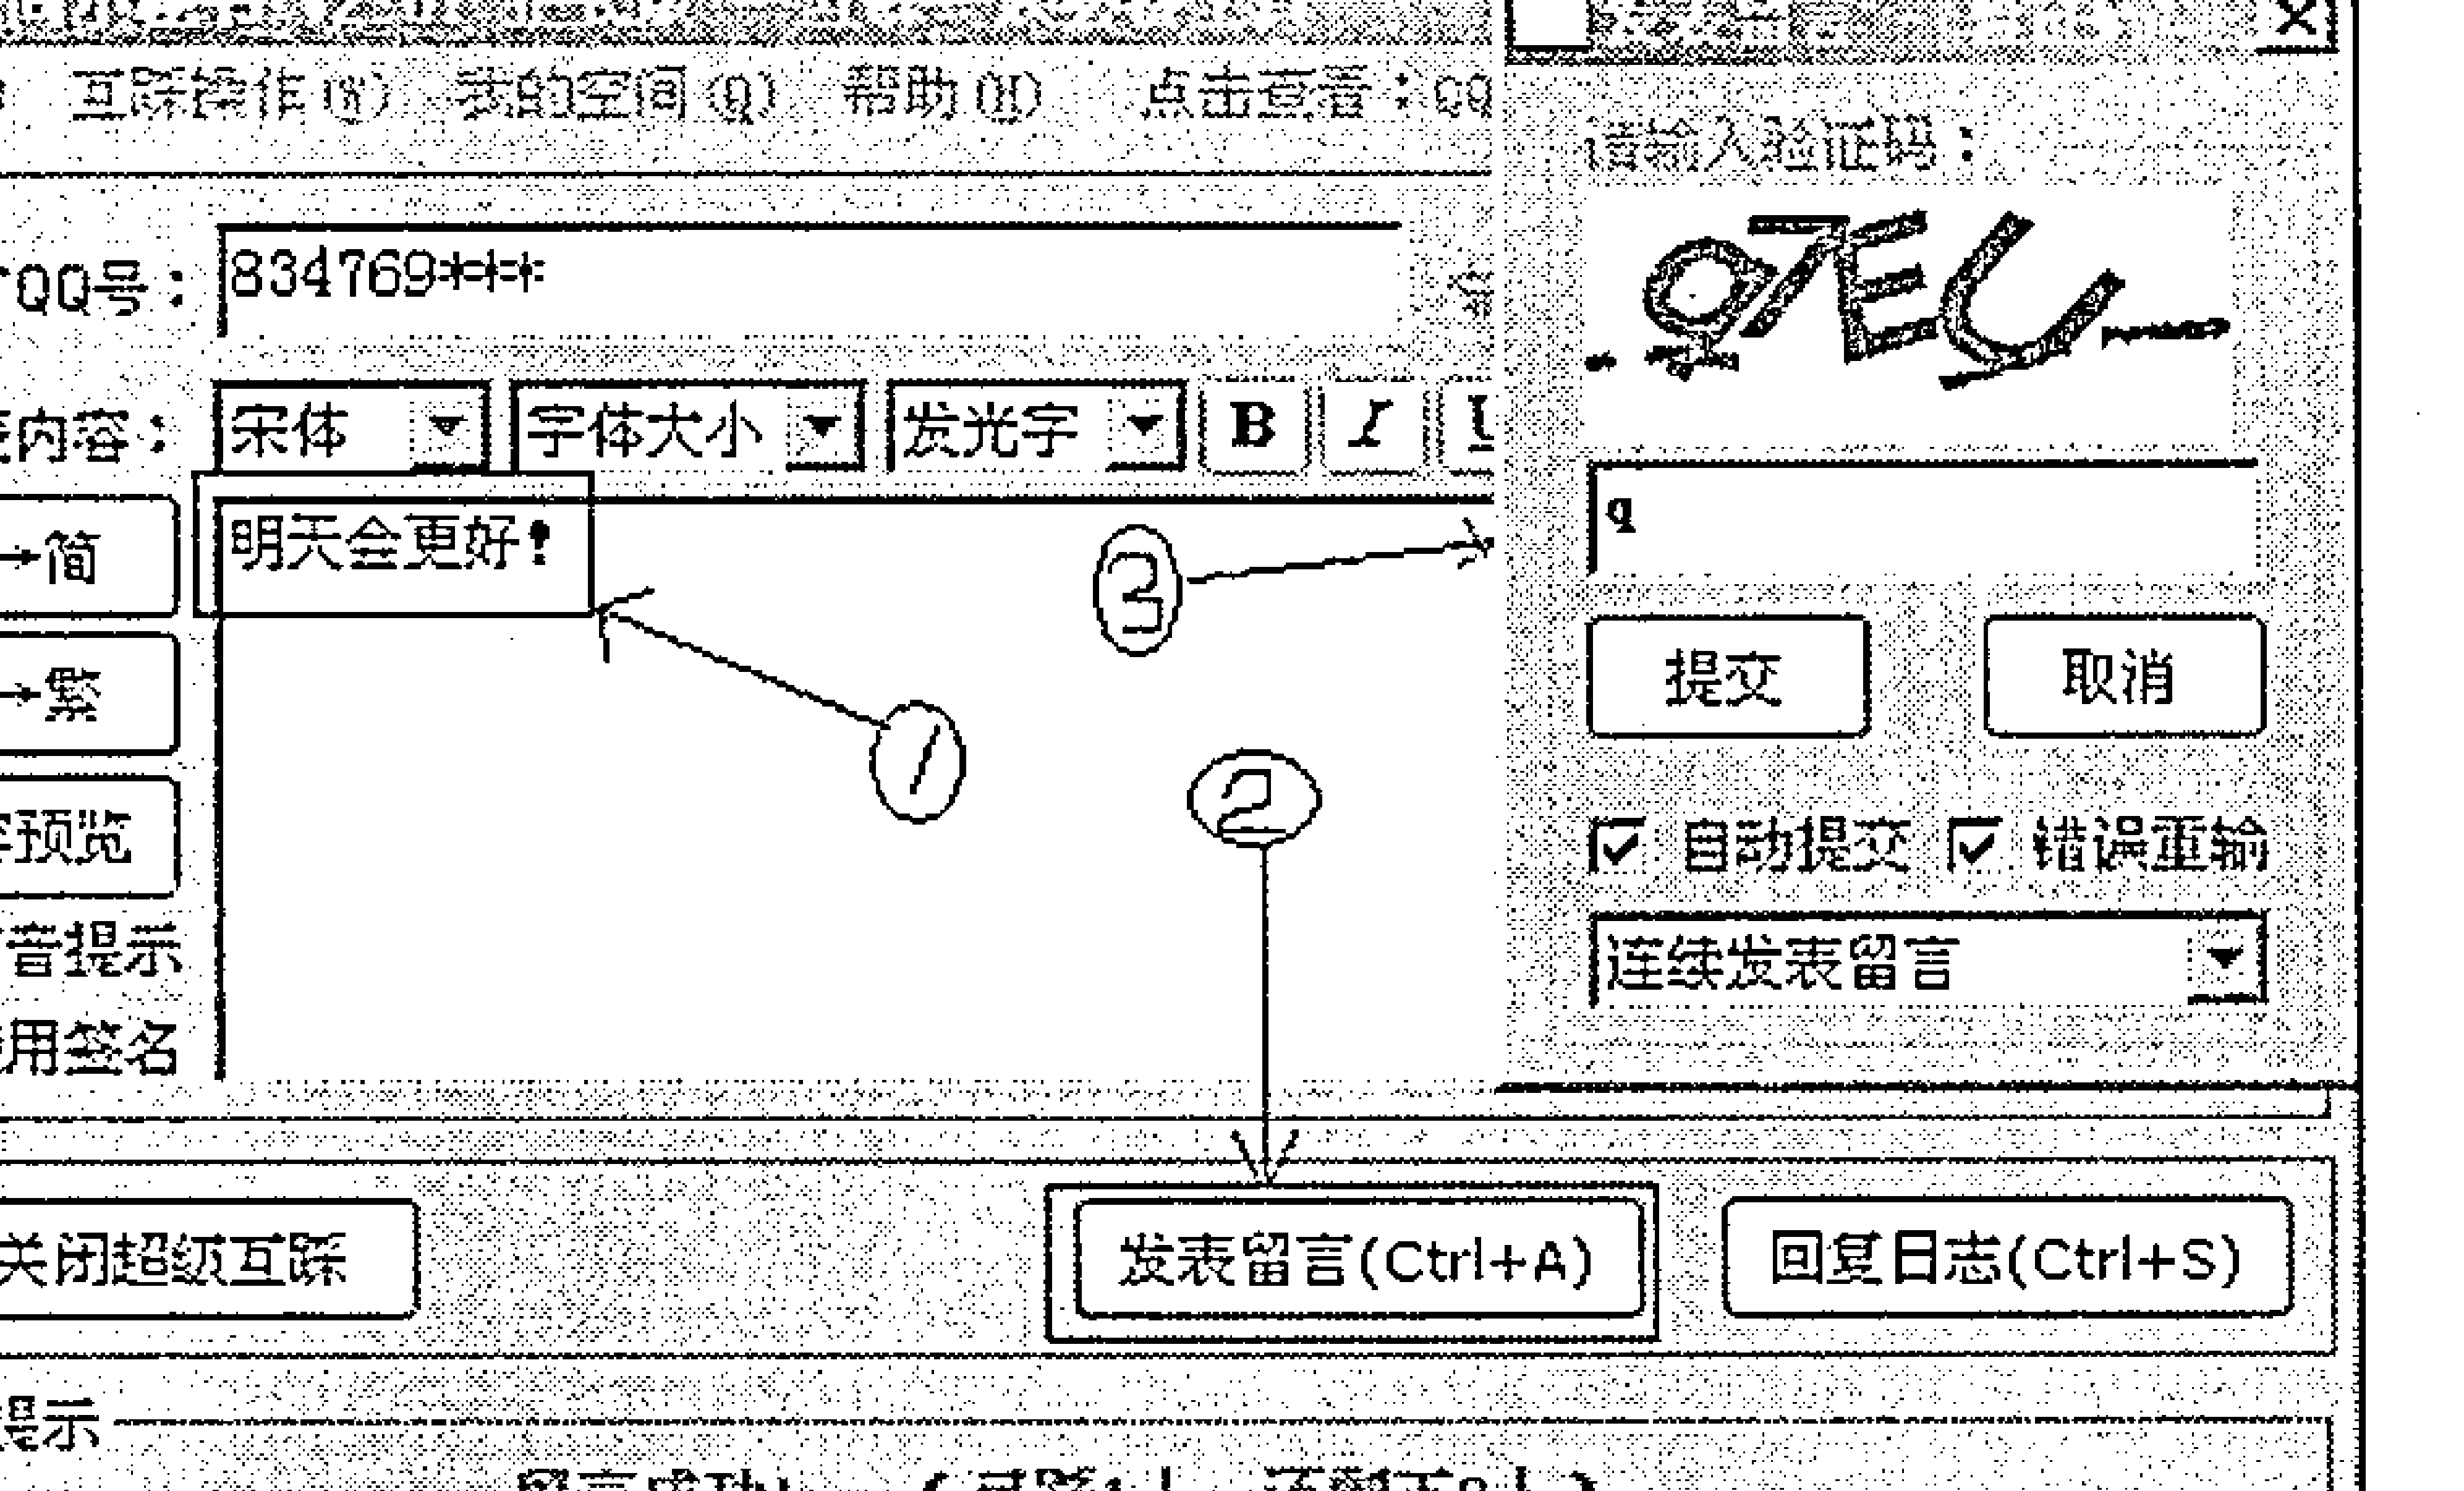 互踩操作(W) 我的空间(Q) 帮助(H) 点击查看:QQ
请输入验证码:
QQ号: 834769***
内容: 宋体 字体大小 发光字 B I U
→简 明天会更好! ③ q
→繁 ① 提交 取消
预览 ② 自动提交 错误重输
音提示 连续发表留言
用签名
关闭超级互踩 发表留言(Ctrl+A) 回复日志(Ctrl+S)
提示